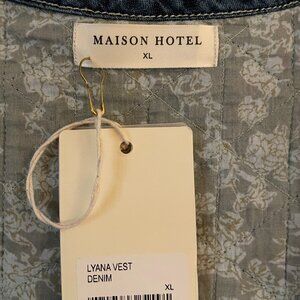 MAISON HOTEL
XL
LYANA VEST
DENIM
XL